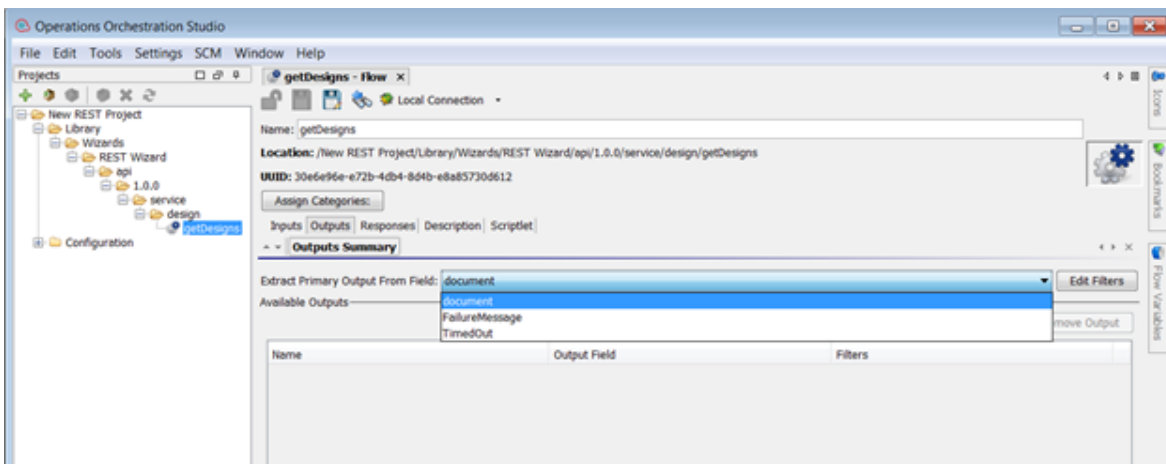 Operations Orchestration Studio
File Edit Tools Settings SCM Window Help
Projects
getDesigns - Flow
Local Connection
New REST Project
Library
Wizards
REST Wizard
api
1.0.0
service
design
getDesigns
Configuration
Name: getDesigns
Location: /New REST Project/Library/Wizards/REST Wizard/api/1.0.0/service/design/getDesigns
UUID: 30e6e96e-e72b-4db4-8d4b-e8a85730d612
Assign Categories:
Inputs Outputs Responses Description Scriptlet
Outputs Summary
Extract Primary Output From Field: document
Edit Filters
Available Outputs
document
FailureMessage
TimedOut
move Output
Name Output Field Filters
Icons
Bookmarks
Flow Variables